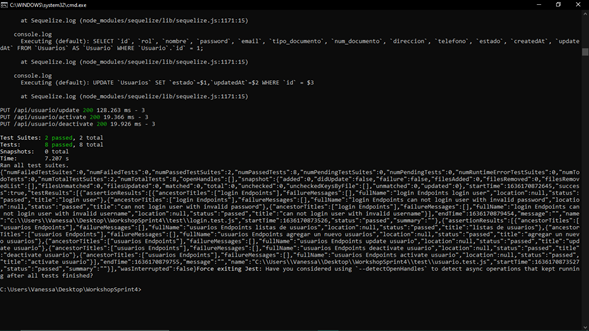 C:\WINDOWS\system32\cmd.exe
at Sequelize.log (node_modules/sequelize/lib/sequelize.js:1171:15)
console.log
Executing (default): SELECT `id`, `rol`, `nombre`, `password`, `email`, `tipo_documento`, `num_documento`, `direccion`, `telefono`, `estado`, `createdAt`, `update
dAt` FROM `Usuarios` AS `Usuario` WHERE `Usuario`.`id` = 1;
at Sequelize.log (node_modules/sequelize/lib/sequelize.js:1171:15)
console.log
Executing (default): UPDATE `Usuarios` SET `estado`=$1,`updatedAt`=$2 WHERE `id` = $3
at Sequelize.log (node_modules/sequelize/lib/sequelize.js:1171:15)
PUT /api/usuario/update 200 128.263 ms - 3
PUT /api/usuario/activate 200 19.366 ms - 3
PUT /api/usuario/deactivate 200 19.926 ms - 3
Test Suites: 2 passed, 2 total
Tests: 8 passed, 8 total
Snapshots: 0 total
Time: 7.207 s
Ran all test suites.
{"numFailedTestSuites":0,"numFailedTests":0,"numPassedTestSuites":2,"numPassedTests":8,"numPendingTestSuites":0,"numPendingTests":0,"numRuntimeErrorTestSuites":0,"numTo
doTests":0,"numTotalTestSuites":2,"numTotalTests":8,"openHandles":[],"snapshot":{"added":0,"didUpdate":false,"failure":false,"filesAdded":0,"filesRemoved":0,"filesRemov
edList":[],"filesUnmatched":0,"filesUpdated":0,"matched":0,"total":0,"unchecked":0,"uncheckedKeysByFile":[],"unmatched":0,"updated":0},"startTime":1636170872645,"succes
s":true,"testResults":[{"assertionResults":[{"ancestorTitles":["login Endpoints"],"failureMessages":[],"fullName":"login Endpoints login user","location":null,"status":
"passed","title":"login user"},{"ancestorTitles":["login Endpoints"],"failureMessages":[],"fullName":"login Endpoints can not login user with invalid password","locatio
n":null,"status":"passed","title":"can not login user with invalid password"},{"ancestorTitles":["login Endpoints"],"failureMessages":[],"fullName":"login Endpoints can
not login user with invalid username","location":null,"status":"passed","title":"can not login user with invalid username"}],"endTime":1636170879454,"message":"","name"
:"C:\\Users\\Vanessa\\Desktop\\WorkshopSprint4\\test\\login.test.js","startTime":1636170873526,"status":"passed","summary":""},{"assertionResults":[{"ancestorTitles":["
usuarios Endpoints"],"failureMessages":[],"fullName":"usuarios Endpoints listas de usuarios","location":null,"status":"passed","title":"listas de usuarios"},{"ancestorT
itles":["usuarios Endpoints"],"failureMessages":[],"fullName":"usuarios Endpoints agregar un nuevo usuarios","location":null,"status":"passed","title":"agregar un nuev
o usuarios"},{"ancestorTitles":["usuarios Endpoints"],"failureMessages":[],"fullName":"usuarios Endpoints update usuario","location":null,"status":"passed","title":"upd
ate usuario"},{"ancestorTitles":["usuarios Endpoints"],"failureMessages":[],"fullName":"usuarios Endpoints deactivate usuario","location":null,"status":"passed","title"
:"deactivate usuario"},{"ancestorTitles":["usuarios Endpoints"],"failureMessages":[],"fullName":"usuarios Endpoints activate usuario","location":null,"status":"passed",
"title":"activate usuario"}],"endTime":1636170879755,"message":"","name":"C:\\Users\\Vanessa\\Desktop\\WorkshopSprint4\\test\\usuario.test.js","startTime":1636170873527
,"status":"passed","summary":""}],"wasInterrupted":false}Force exiting Jest: Have you considered using `--detectOpenHandles` to detect async operations that kept runnin
g after all tests finished?
C:\Users\Vanessa\Desktop\WorkshopSprint4>